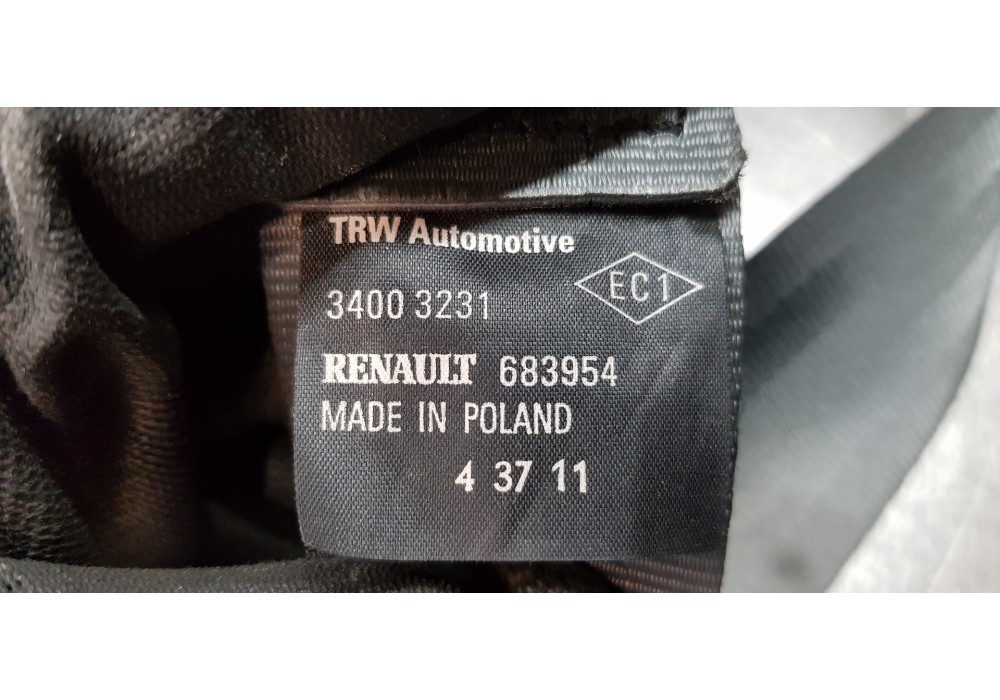 TRW Automotive
EC1
3400 3231
RENAULT 683954
MADE IN POLAND
4 37 11